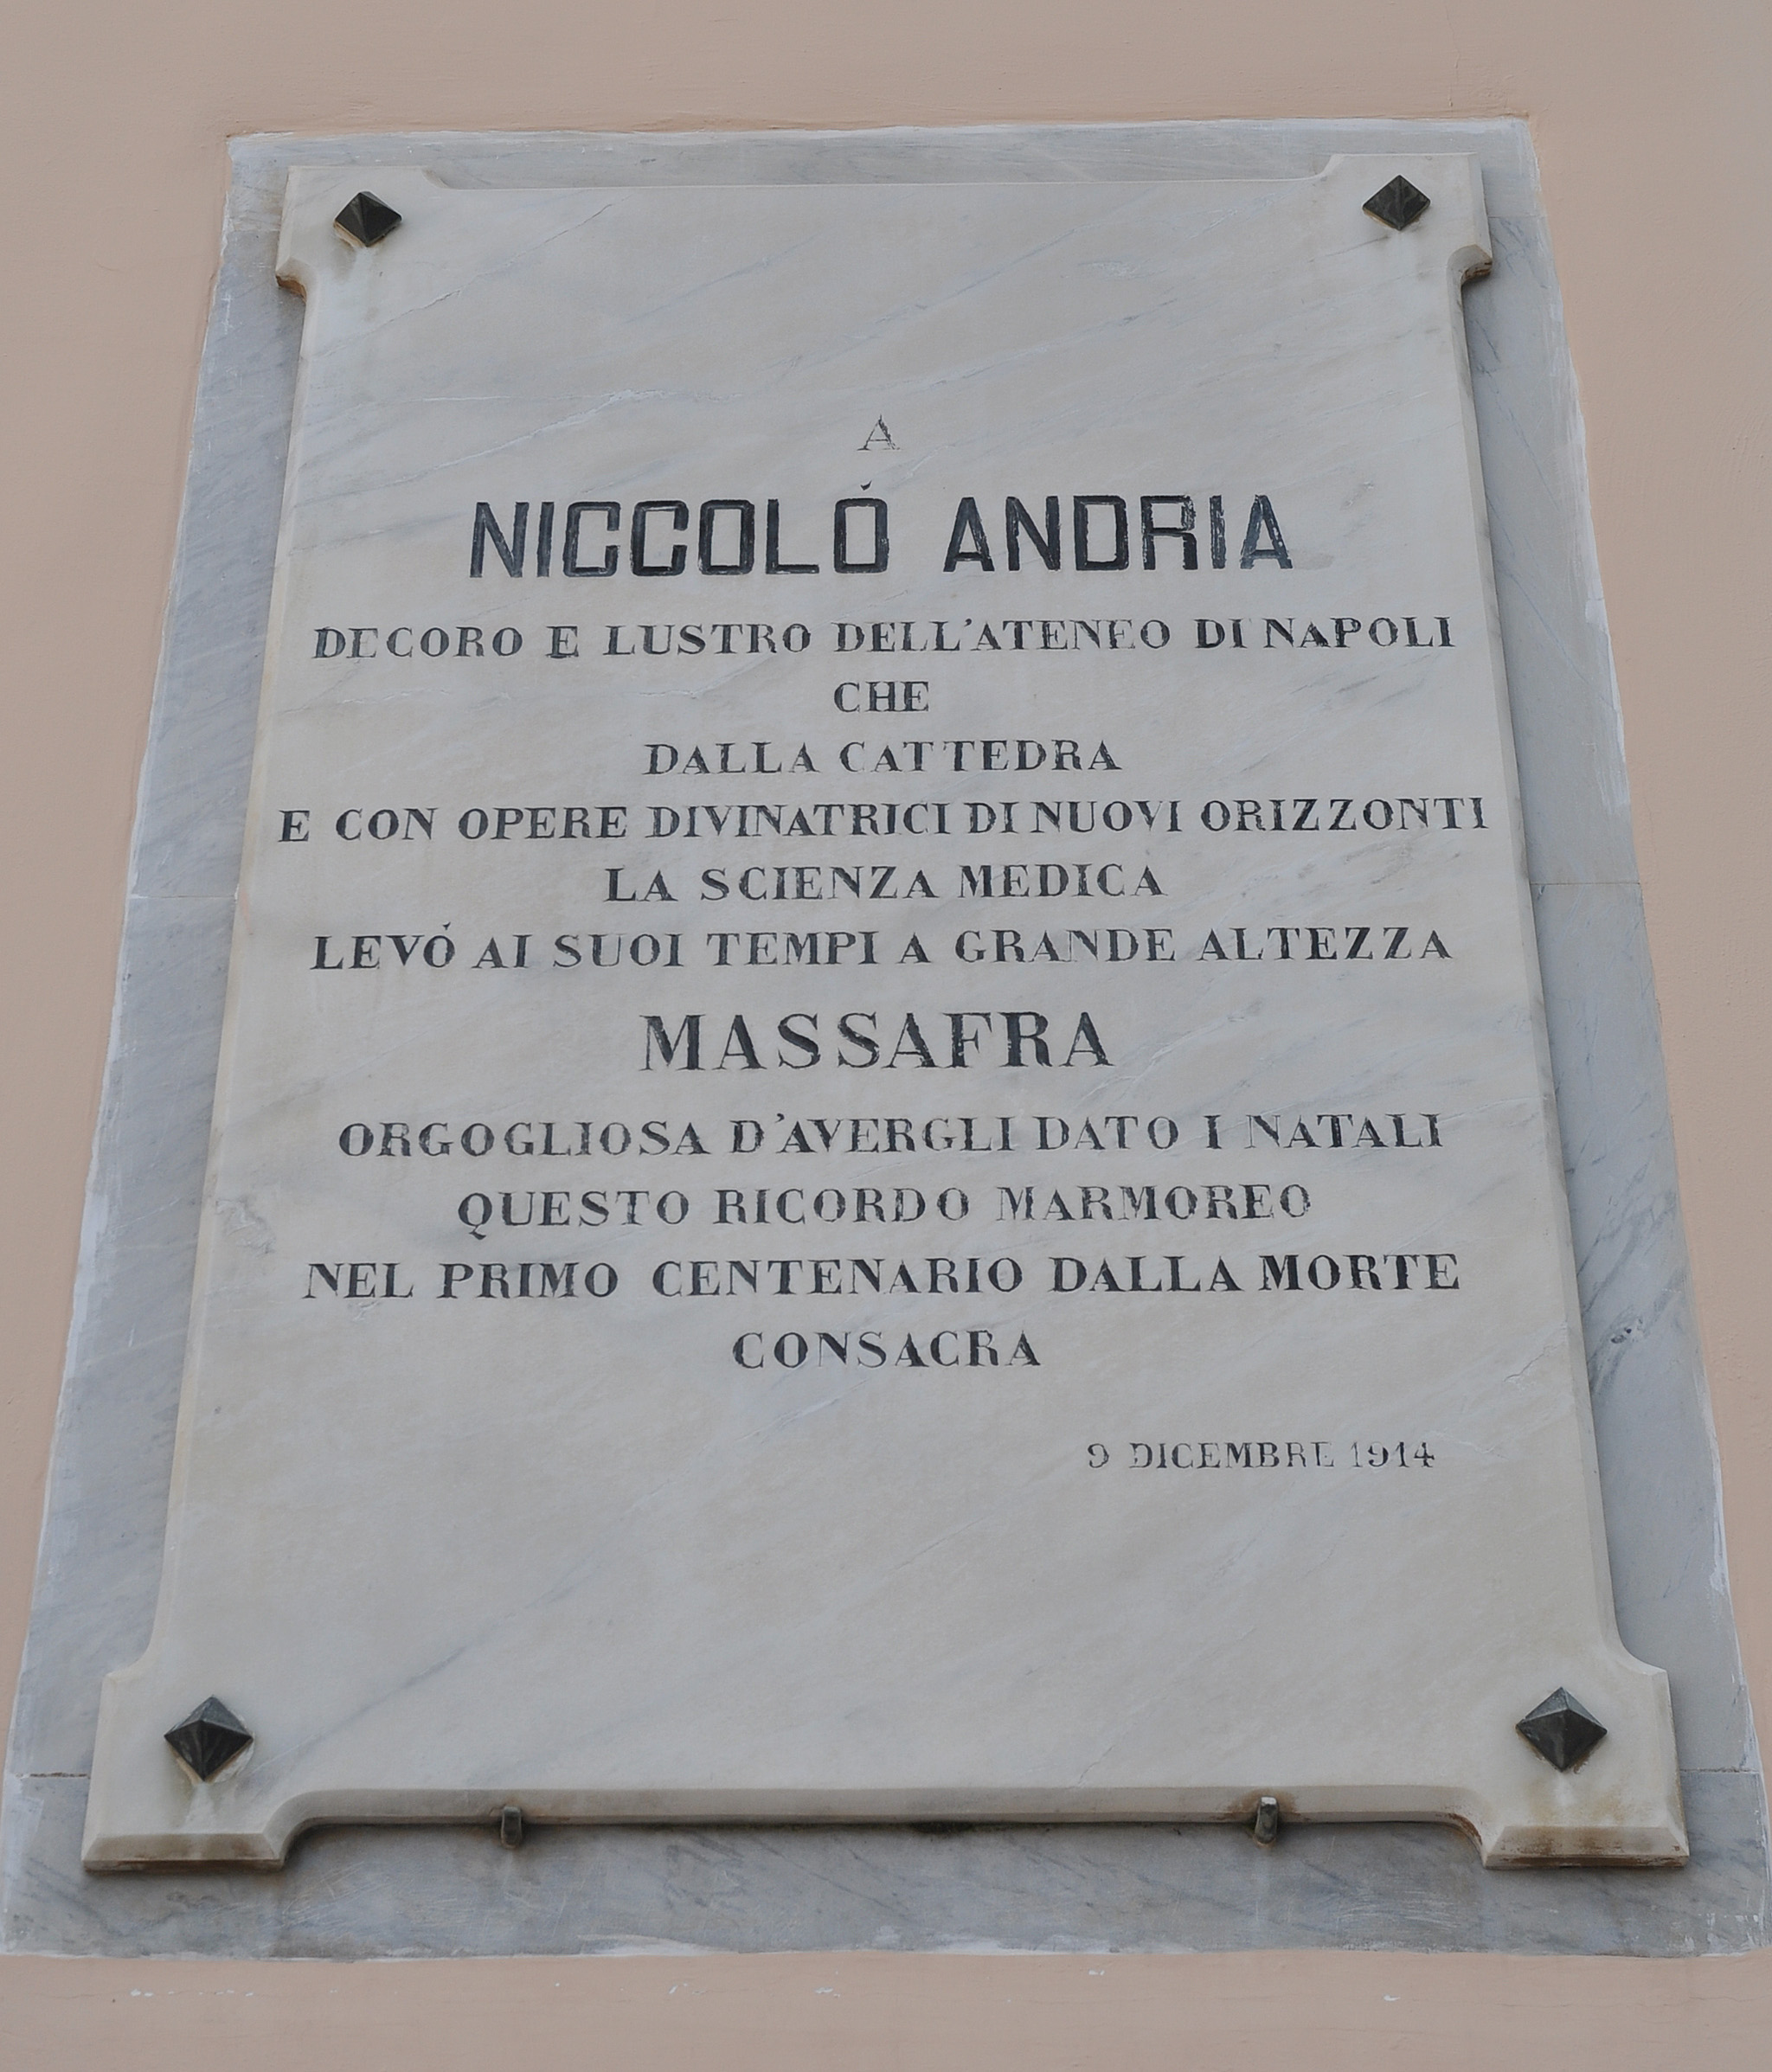 A
NICCOLÓ ANDRIA
DECORO E LUSTRO DELL'ATENEO DI NAPOLI
CHE
DALLA CATTEDRA
E CON OPERE DIVINATRICI DI NUOVI ORIZZONTI
LA SCIENZA MEDICA
LEVÓ AI SUOI TEMPI A GRANDE ALTEZZA
MASSAFRA
ORGOGLIOSA D'AVERGLI DATO I NATALI
QUESTO RICORDO MARMOREO
NEL PRIMO CENTENARIO DALLA MORTE
CONSACRA
9 DICEMBRE 1914